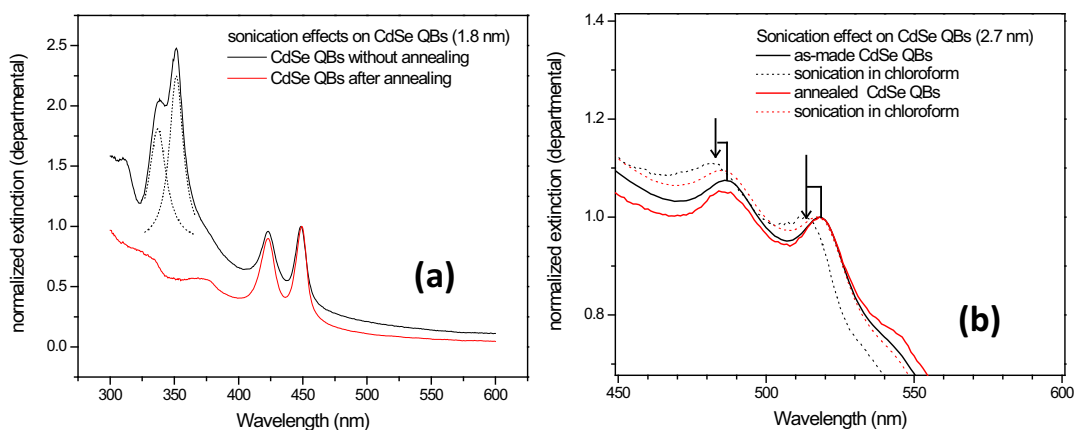 sonication effects on CdSe QBs (1.8 nm)
CdSe QBs without annealing
CdSe QBs after annealing
normalized extinction (departmental)
2.5
2.0
1.5
1.0
0.5
0.0
(a)
300 350 400 450 500 550 600
Wavelength (nm)
Sonication effect on CdSe QBs (2.7 nm)
as-made CdSe QBs
sonication in chloroform
annealed CdSe QBs
sonication in chloroform
normalized extinction (departmental)
1.4
1.2
1.0
0.8
(b)
450 500 550 600
Wavelength (nm)